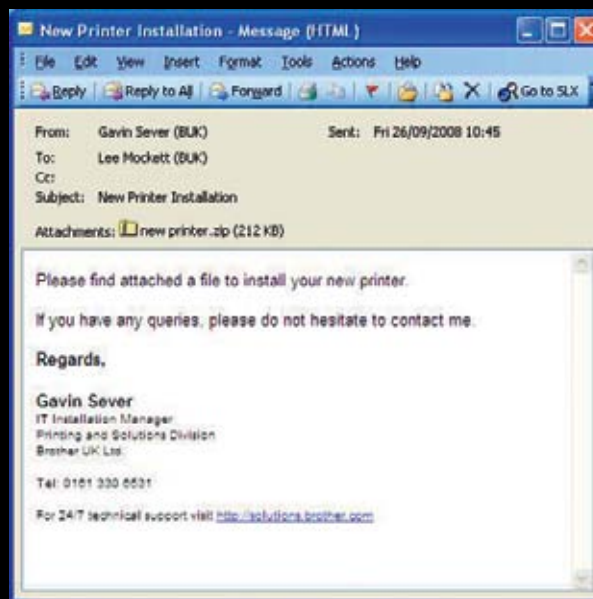 New Printer Installation - Message (HTML)
File Edit View Insert Format Tools Actions Help
Reply Reply to All Forward Go to SLX
From: Gavin Sever (BUK) Sent: Fri 26/09/2008 10:45
To: Lee Mockett (BUK)
Cc:
Subject: New Printer Installation
Attachments: new printer.zip (212 KB)
Please find attached a file to install your new printer.
If you have any queries, please do not hesitate to contact me.
Regards,
Gavin Sever
IT Installation Manager
Printing and Solutions Division
Brother UK Ltd.
Tel: 0161 330 6531
For 24/7 technical support visit http://solutions.brother.com